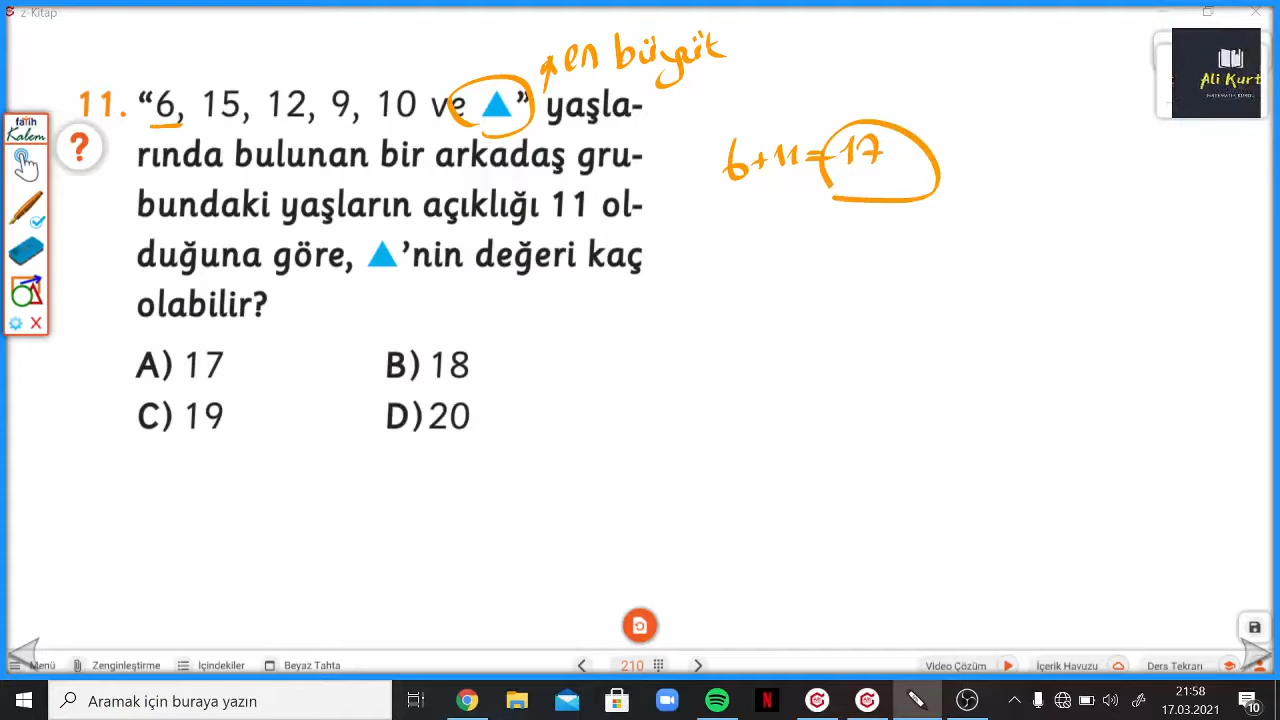 z-Kitap
en büyük
Ali Kurt
11. “6, 15, 12, 9, 10 ve ▲” yaşla-
fatih
Kalem
?
rında bulunan bir arkadaş gru-
6+11=17
bundaki yaşların açıklığı 11 ol-
duğuna göre, ▲’nin değeri kaç
olabilir?
A) 17
B) 18
C) 19
D) 20
Menü
Zenginleştirme
İçindekiler
Beyaz Tahta
210
Video Çözüm
İçerik Havuzu
Ders Tekrarı
Aramak için buraya yazın
21:58
17.03.2021
10